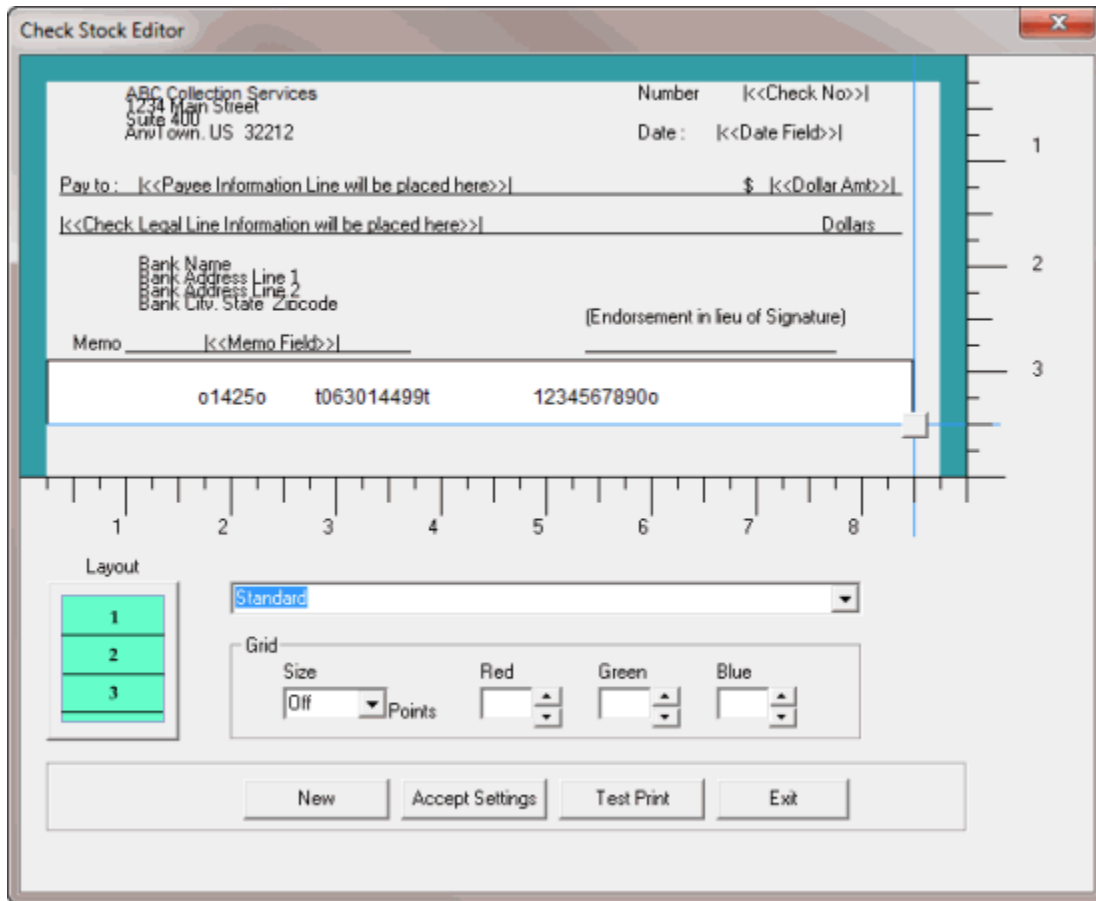 Check Stock Editor
ABC Collection Services
1234 Main Street
Suite 400
AnyTown. US 32212
Number |<<Check No>>|
Date : |<<Date Field>>|
1
Pay to : |<<Payee Information Line will be placed here>>| $ |<<Dollar Amt>>|
|<<Check Legal Line Information will be placed here>>| Dollars
2
Bank Name
Bank Address Line 1
Bank Address Line 2
Bank City. State Zipcode
(Endorsement in lieu of Signature)
Memo |<<Memo Field>>|
3
o1425o t063014499t 1234567890o
1 2 3 4 5 6 7 8
Layout
1
2
3
Standard
Grid
Size Red Green Blue
Off Points
New Accept Settings Test Print Exit